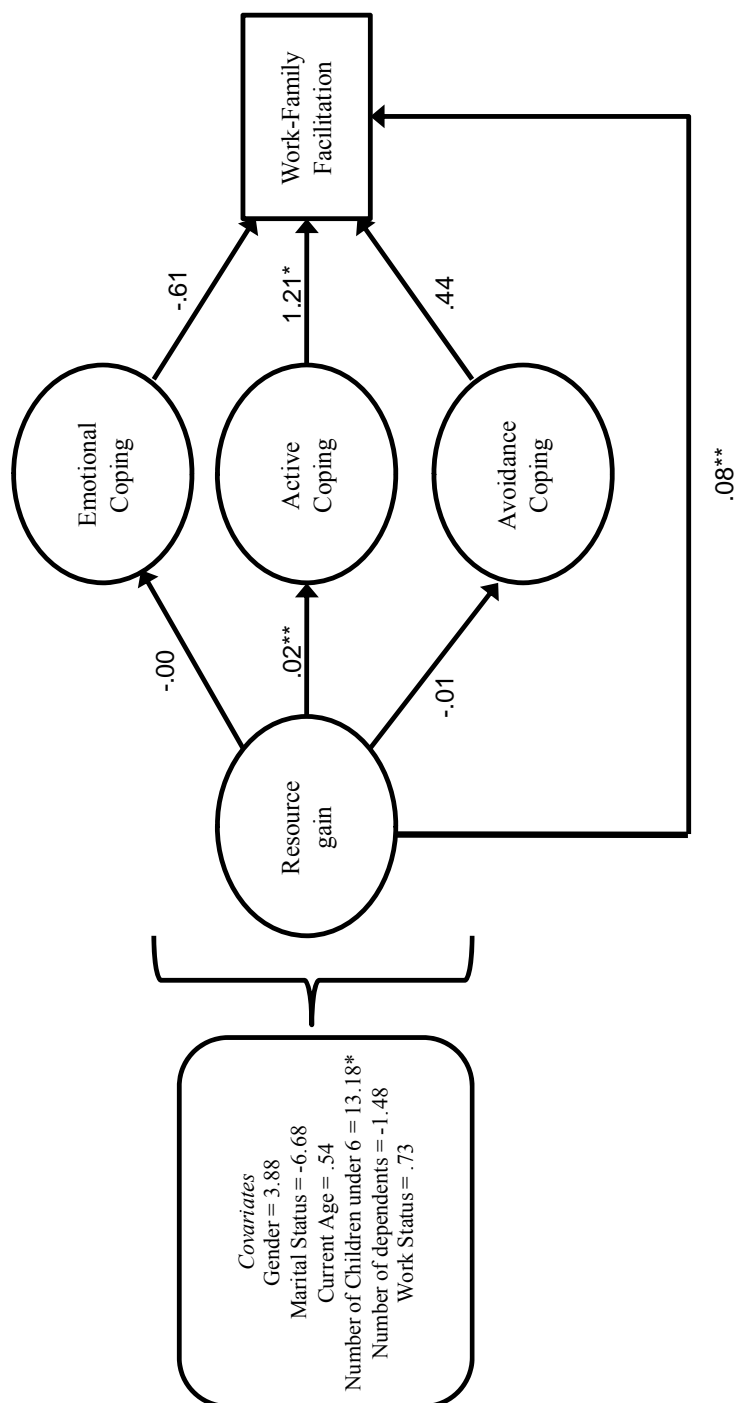 Covariates
Gender = 3.88
Marital Status = -6.68
Current Age = .54
Number of Children under 6 = 13.18*
Number of dependents = -1.48
Work Status = .73
Resource
gain
-.00
.02**
-.01
Emotional
Coping
Active
Coping
Avoidance
Coping
-.61
1.21*
.44
Work-Family
Facilitation
.08**